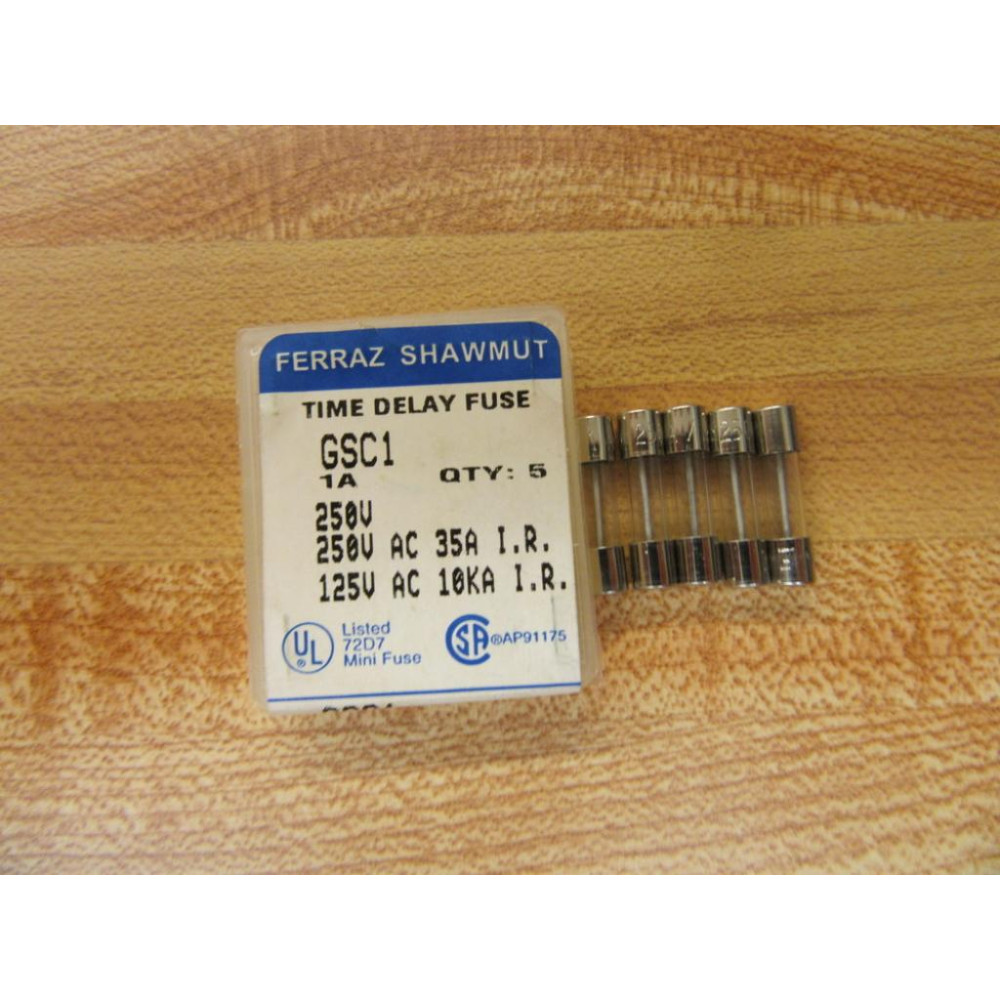 FERRAZ SHAWMUT
TIME DELAY FUSE
GSC1
1A QTY: 5
250V
250V AC 35A I.R.
125V AC 10KA I.R.
UL ® Listed
72D7
Mini Fuse
SA ®AP91175